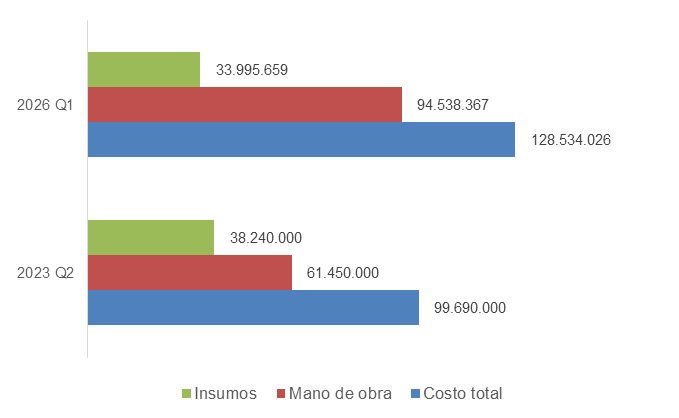 33.995.659
2026 Q1
94.538.367
128.534.026
38.240.000
2023 Q2
61.450.000
99.690.000
Insumos Mano de obra Costo total